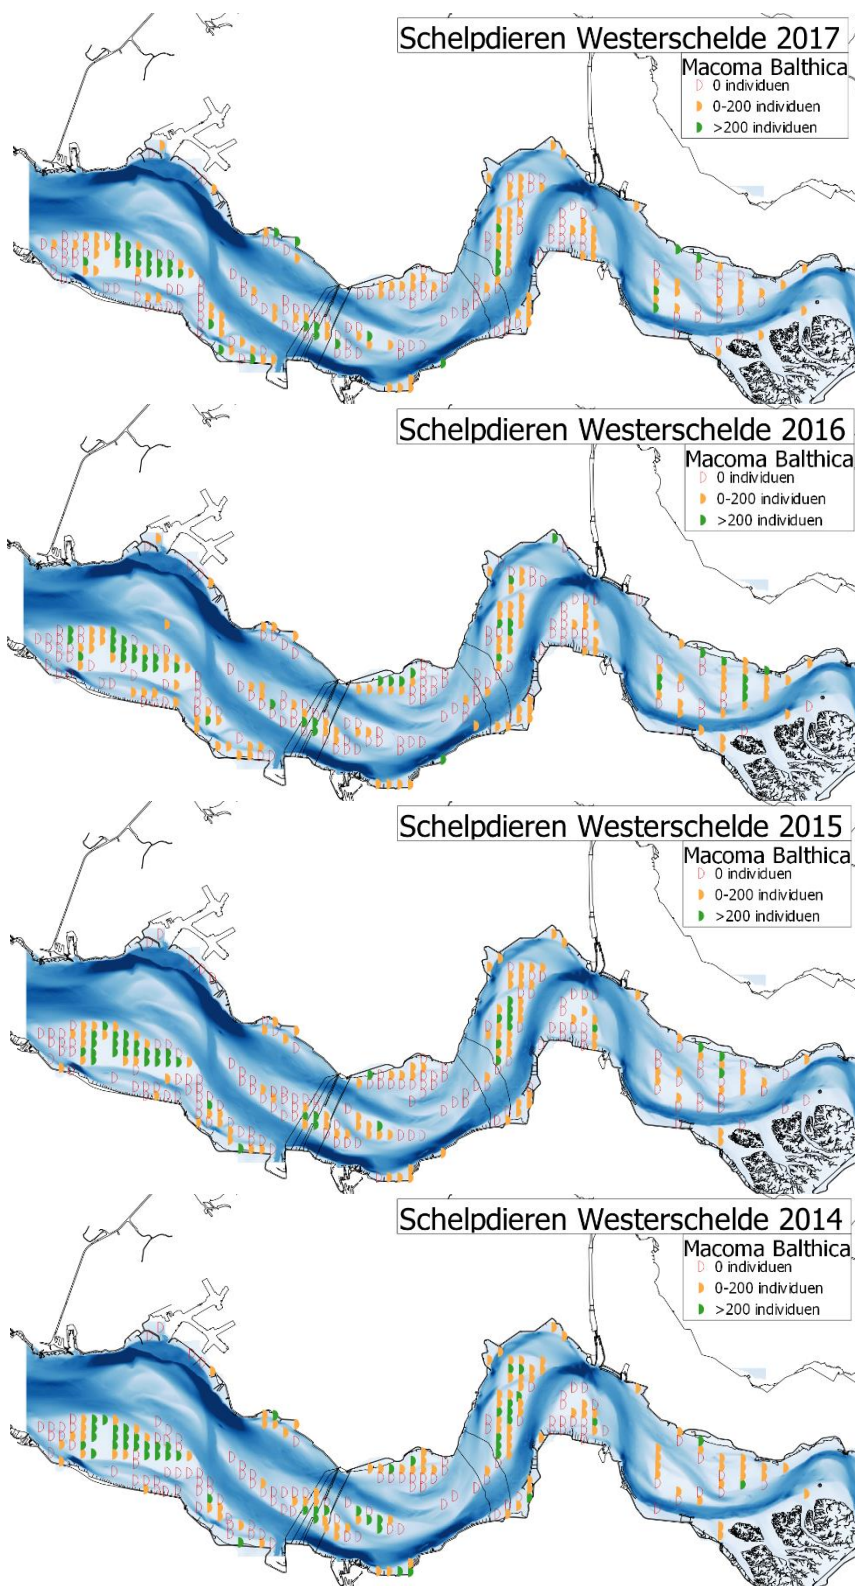 Schelpdieren Westerschelde 2017
Macoma Balthica
0 individuen
0-200 individuen
>200 individuen
Schelpdieren Westerschelde 2016
Macoma Balthica
0 individuen
0-200 individuen
>200 individuen
Schelpdieren Westerschelde 2015
Macoma Balthica
0 individuen
0-200 individuen
>200 individuen
Schelpdieren Westerschelde 2014
Macoma Balthica
0 individuen
0-200 individuen
>200 individuen